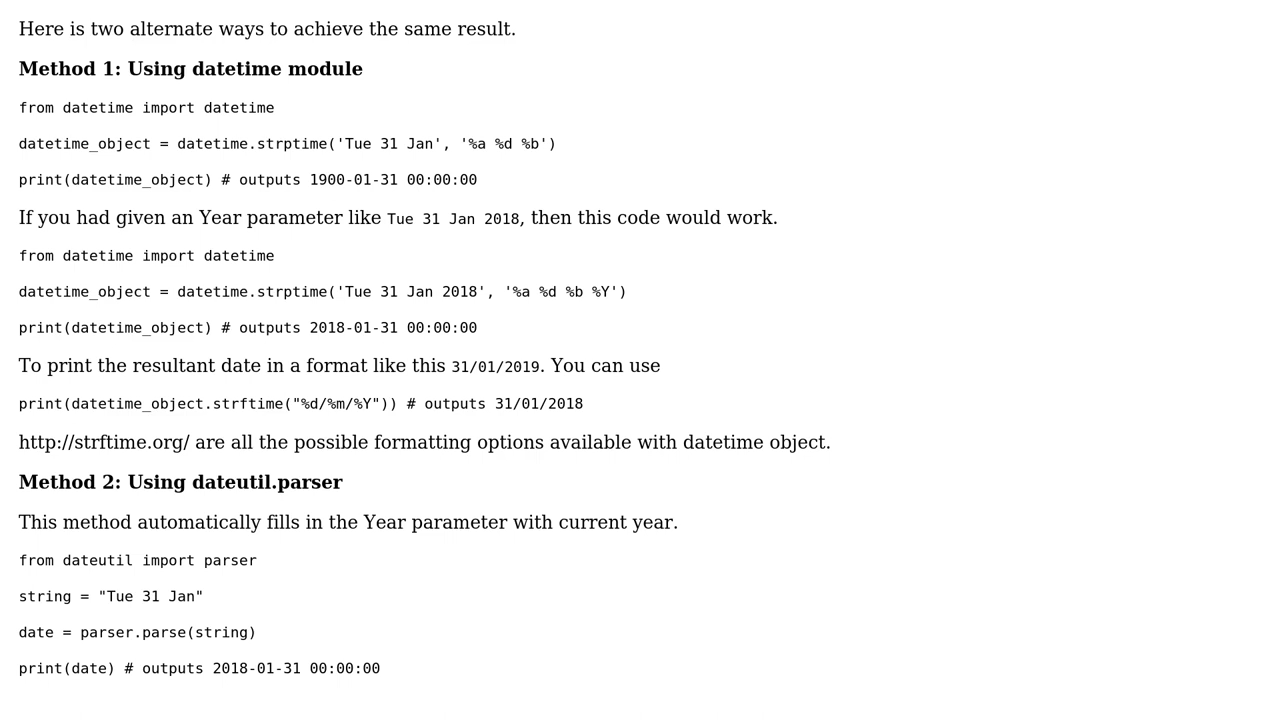 Here is two alternate ways to achieve the same result.
Method 1: Using datetime module
from datetime import datetime
datetime_object = datetime.strptime('Tue 31 Jan', '%a %d %b')
print(datetime_object) # outputs 1900-01-31 00:00:00
If you had given an Year parameter like Tue 31 Jan 2018, then this code would work.
from datetime import datetime
datetime_object = datetime.strptime('Tue 31 Jan 2018', '%a %d %b %Y')
print(datetime_object) # outputs 2018-01-31 00:00:00
To print the resultant date in a format like this 31/01/2019. You can use
print(datetime_object.strftime("%d/%m/%Y")) # outputs 31/01/2018
http://strftime.org/ are all the possible formatting options available with datetime object.
Method 2: Using dateutil.parser
This method automatically fills in the Year parameter with current year.
from dateutil import parser
string = "Tue 31 Jan"
date = parser.parse(string)
print(date) # outputs 2018-01-31 00:00:00